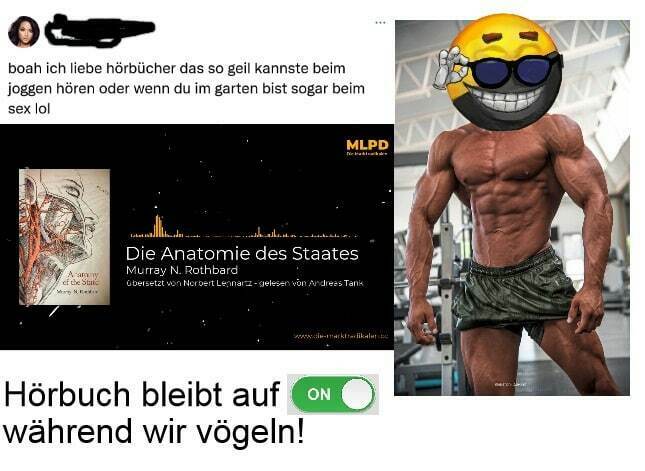 boah ich liebe hörbücher das so geil kannste beim
joggen hören oder wenn du im garten bist sogar beim
sex lol
MLPD
Die Marktradikalen
Anatomy
of the State
Murray N. Rothbard
Die Anatomie des Staates
Murray N. Rothbard
übersetzt von Norbert Lennartz - gelesen von Andreas Tank
Hörbuch bleibt auf ON
während wir vögeln!